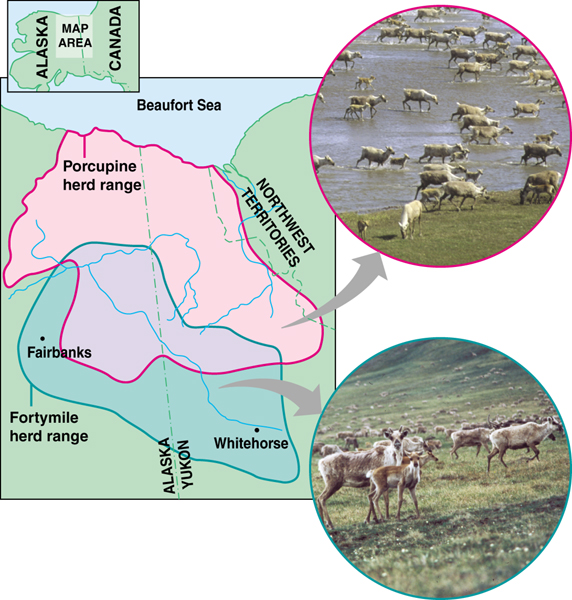 ALASKA
MAP
AREA
CANADA
Beaufort Sea
Porcupine
herd range
NORTHWEST
TERRITORIES
Fairbanks
Fortymile
herd range
Whitehorse
ALASKA
YUKON